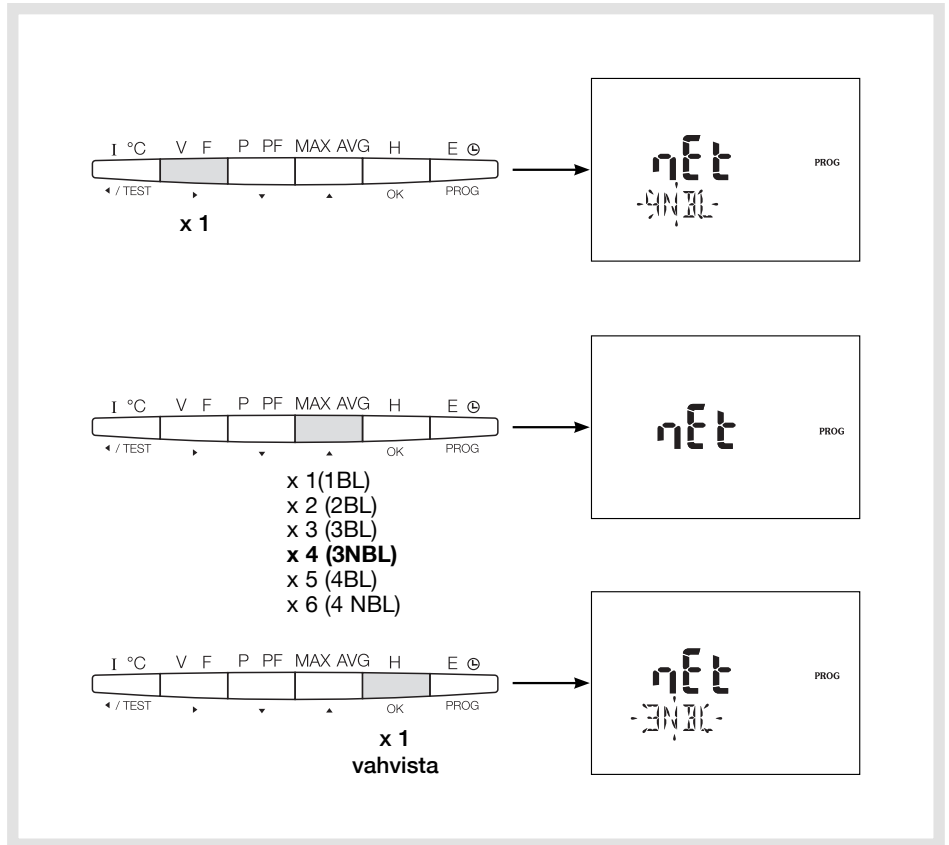 I °C V F P PF MAX AVG H E
/ TEST OK PROG
x 1
nEt PROG
4NBL
I °C V F P PF MAX AVG H E
/ TEST OK PROG
x 1(1BL)
x 2 (2BL)
x 3 (3BL)
x 4 (3NBL)
x 5 (4BL)
x 6 (4 NBL)
nEt PROG
I °C V F P PF MAX AVG H E
/ TEST OK PROG
x 1
vahvista
nEt PROG
3NBL